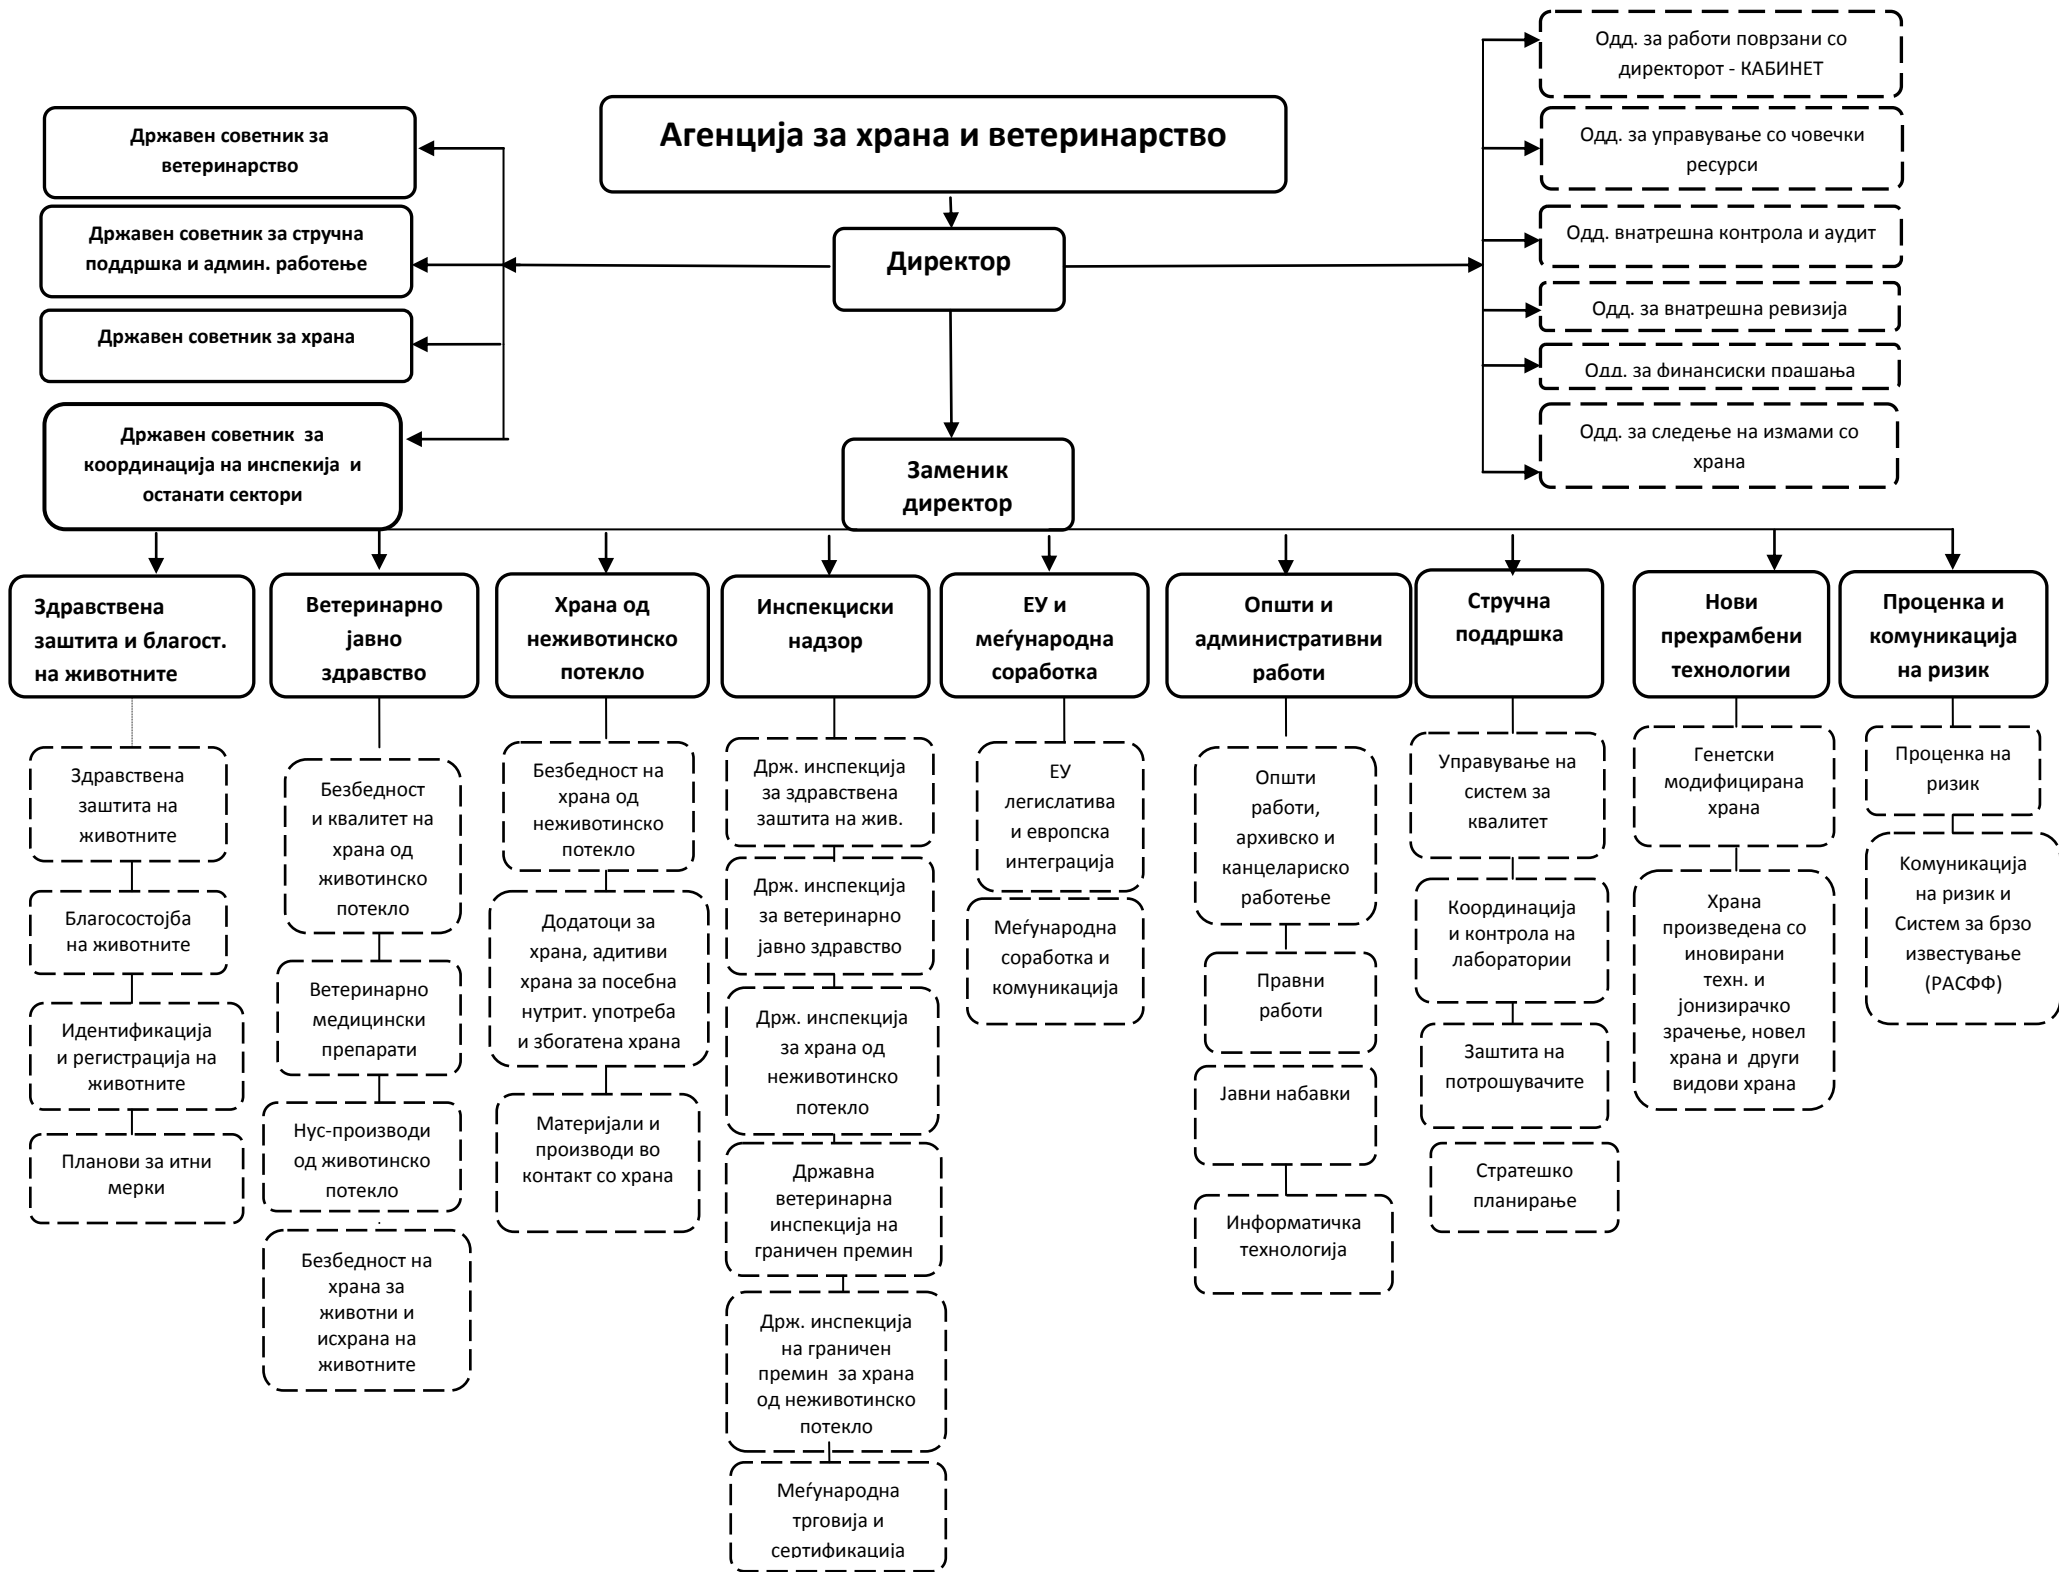 Агенција за храна и ветеринарство
Државен советник за
ветеринарство
Државен советник за стручна
поддршка и админ. работење
Државен советник за храна
Државен советник за
координација на инспекија и
останати сектори
Директор
Заменик
директор
Одд. за работи поврзани со
директорот - КАБИНЕТ
Одд. за управување со човечки
ресурси
Одд. внатрешна контрола и аудит
Одд. за внатрешна ревизија
Одд. за финансиски прашања
Одд. за следење на измами со
храна
Здравствена
заштита и благост.
на животните
Здравствена
заштита на
животните
Благосостојба
на животните
Идентификација
и регистрација на
животните
Планови за итни
мерки
Ветеринарно
јавно
здравство
Безбедност
и квалитет на
храна од
животинско
потекло
Ветеринарно
медицински
препарати
Нус-производи
од животинско
потекло
Безбедност на
храна за
животни и
исхрана на
животните
Храна од
неживотинско
потекло
Безбедност на
храна од
неживотинско
потекло
Додатоци за
храна, адитиви
храна за посебна
нутрит. употреба
и збогатена храна
Материјали и
производи во
контакт со храна
Инспекциски
надзор
Држ. инспекција
за здравствена
заштита на жив.
Држ. инспекција
за ветеринарно
јавно здравство
Држ. инспекција
за храна од
неживотинско
потекло
Државна
ветеринарна
инспекција на
граничен премин
Држ. инспекција
на граничен
премин за храна
од неживотинско
потекло
Меѓународна
трговија и
сертификација
ЕУ и
меѓународна
соработка
ЕУ
легислатива
и европска
интеграција
Меѓународна
соработка и
комуникација
Општи и
административни
работи
Општи
работи,
архивско и
канцелариско
работење
Правни
работи
Јавни набавки
Информатичка
технологија
Стручна
поддршка
Управување на
систем за
квалитет
Координација
и контрола на
лаборатории
Заштита на
потрошувачите
Стратешко
планирање
Нови
прехрамбени
технологии
Генетски
модифицирана
храна
Храна
произведена со
иновирани
техн. и
јонизирачко
зрачење, новел
храна и други
видови храна
Проценка и
комуникација
на ризик
Проценка на
ризик
Комуникација
на ризик и
Систем за брзо
известување
(РАСФФ)